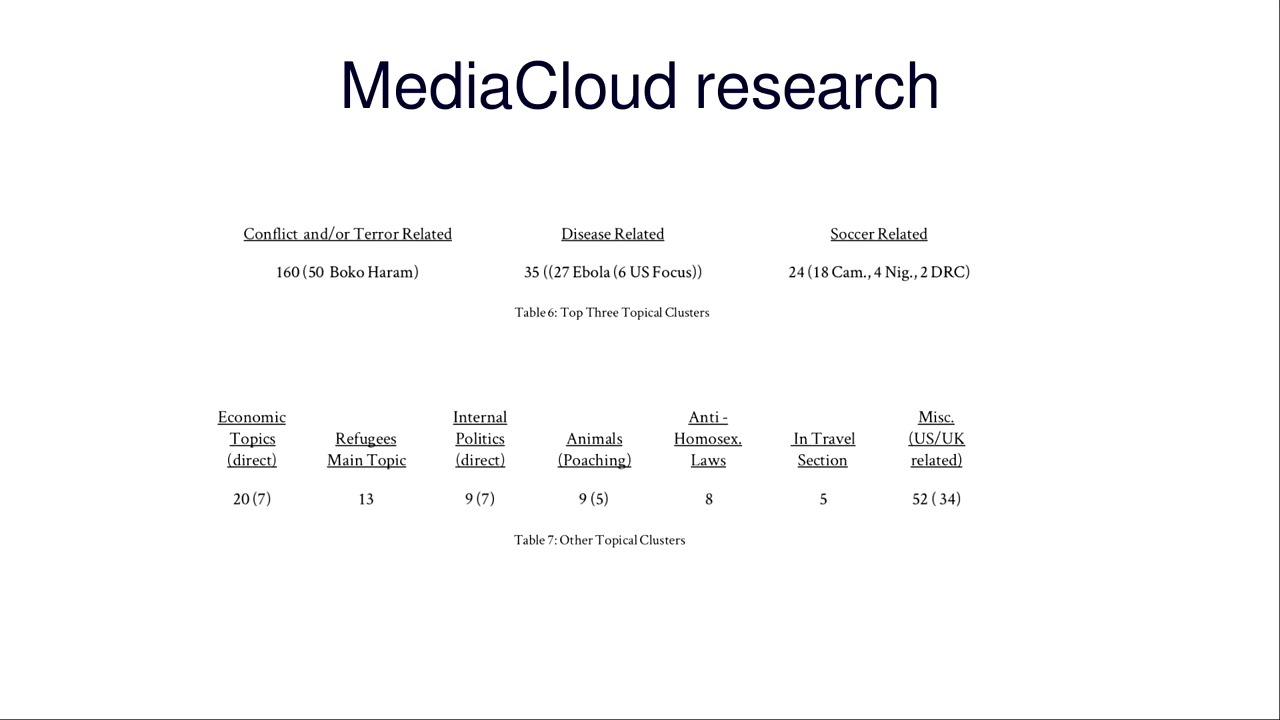 MediaCloud research
Conflict and/or Terror Related Disease Related Soccer Related
160 (50 Boko Haram) 35 ((27 Ebola (6 US Focus)) 24 (18 Cam., 4 Nig., 2 DRC)
Table 6: Top Three Topical Clusters
Economic Internal Anti - Misc.
Topics Refugees Politics Animals Homosex. In Travel (US/UK
(direct) Main Topic (direct) (Poaching) Laws Section related)
20 (7) 13 9 (7) 9 (5) 8 5 52 ( 34)
Table 7: Other Topical Clusters